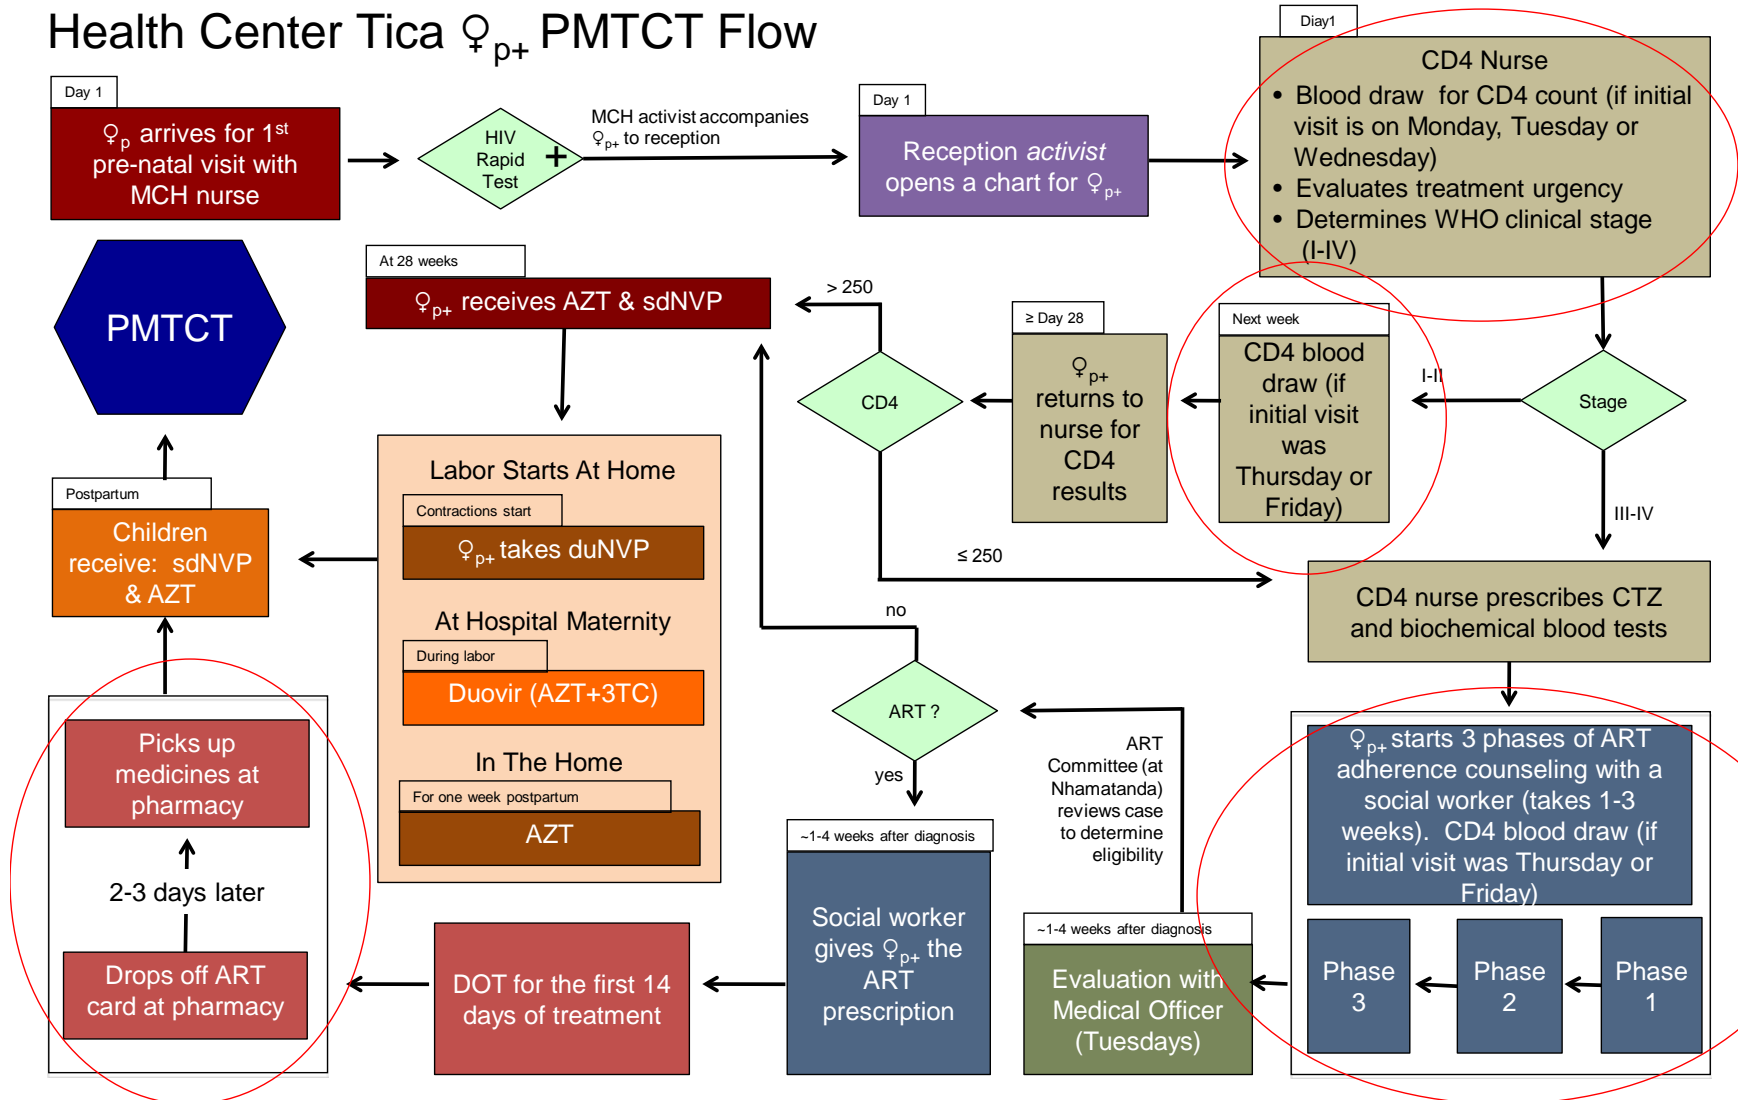 Health Center Tica ♀p+ PMTCT Flow
Day 1
♀p arrives for 1st
pre-natal visit with
MCH nurse
HIV
Rapid
Test
+
MCH activist accompanies
♀p+ to reception
Day 1
Reception activist
opens a chart for ♀p+
Diay1
CD4 Nurse
• Blood draw for CD4 count (if initial
visit is on Monday, Tuesday or
Wednesday)
• Evaluates treatment urgency
• Determines WHO clinical stage
(I-IV)
Stage
I-II
III-IV
Next week
CD4 blood
draw (if
initial visit
was
Thursday or
Friday)
≥ Day 28
♀p+
returns to
nurse for
CD4
results
CD4
> 250
≤ 250
At 28 weeks
♀p+ receives AZT & sdNVP
PMTCT
Labor Starts At Home
Contractions start
♀p+ takes duNVP
At Hospital Maternity
During labor
Duovir (AZT+3TC)
In The Home
For one week postpartum
AZT
Postpartum
Children
receive: sdNVP
& AZT
CD4 nurse prescribes CTZ
and biochemical blood tests
♀p+ starts 3 phases of ART
adherence counseling with a
social worker (takes 1-3
weeks). CD4 blood draw (if
initial visit was Thursday or
Friday)
Phase
1
Phase
2
Phase
3
~1-4 weeks after diagnosis
Evaluation with
Medical Officer
(Tuesdays)
ART
Committee (at
Nhamatanda)
reviews case
to determine
eligibility
ART ?
no
yes
~1-4 weeks after diagnosis
Social worker
gives ♀p+ the
ART
prescription
DOT for the first 14
days of treatment
Drops off ART
card at pharmacy
2-3 days later
Picks up
medicines at
pharmacy